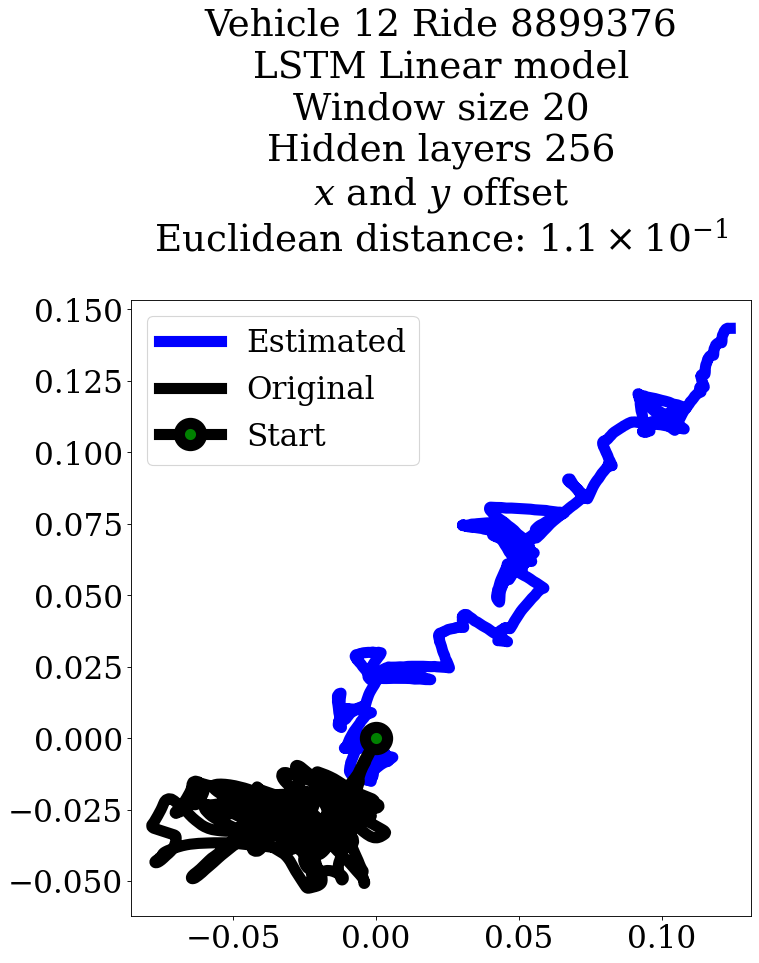 Vehicle 12 Ride 8899376
LSTM Linear model
Window size 20
Hidden layers 256
x and y offset
Euclidean distance: 1.1 × 10⁻¹
0.150
0.125
0.100
0.075
0.050
0.025
0.000
−0.025
−0.050
Estimated
Original
Start
−0.05 0.00 0.05 0.10